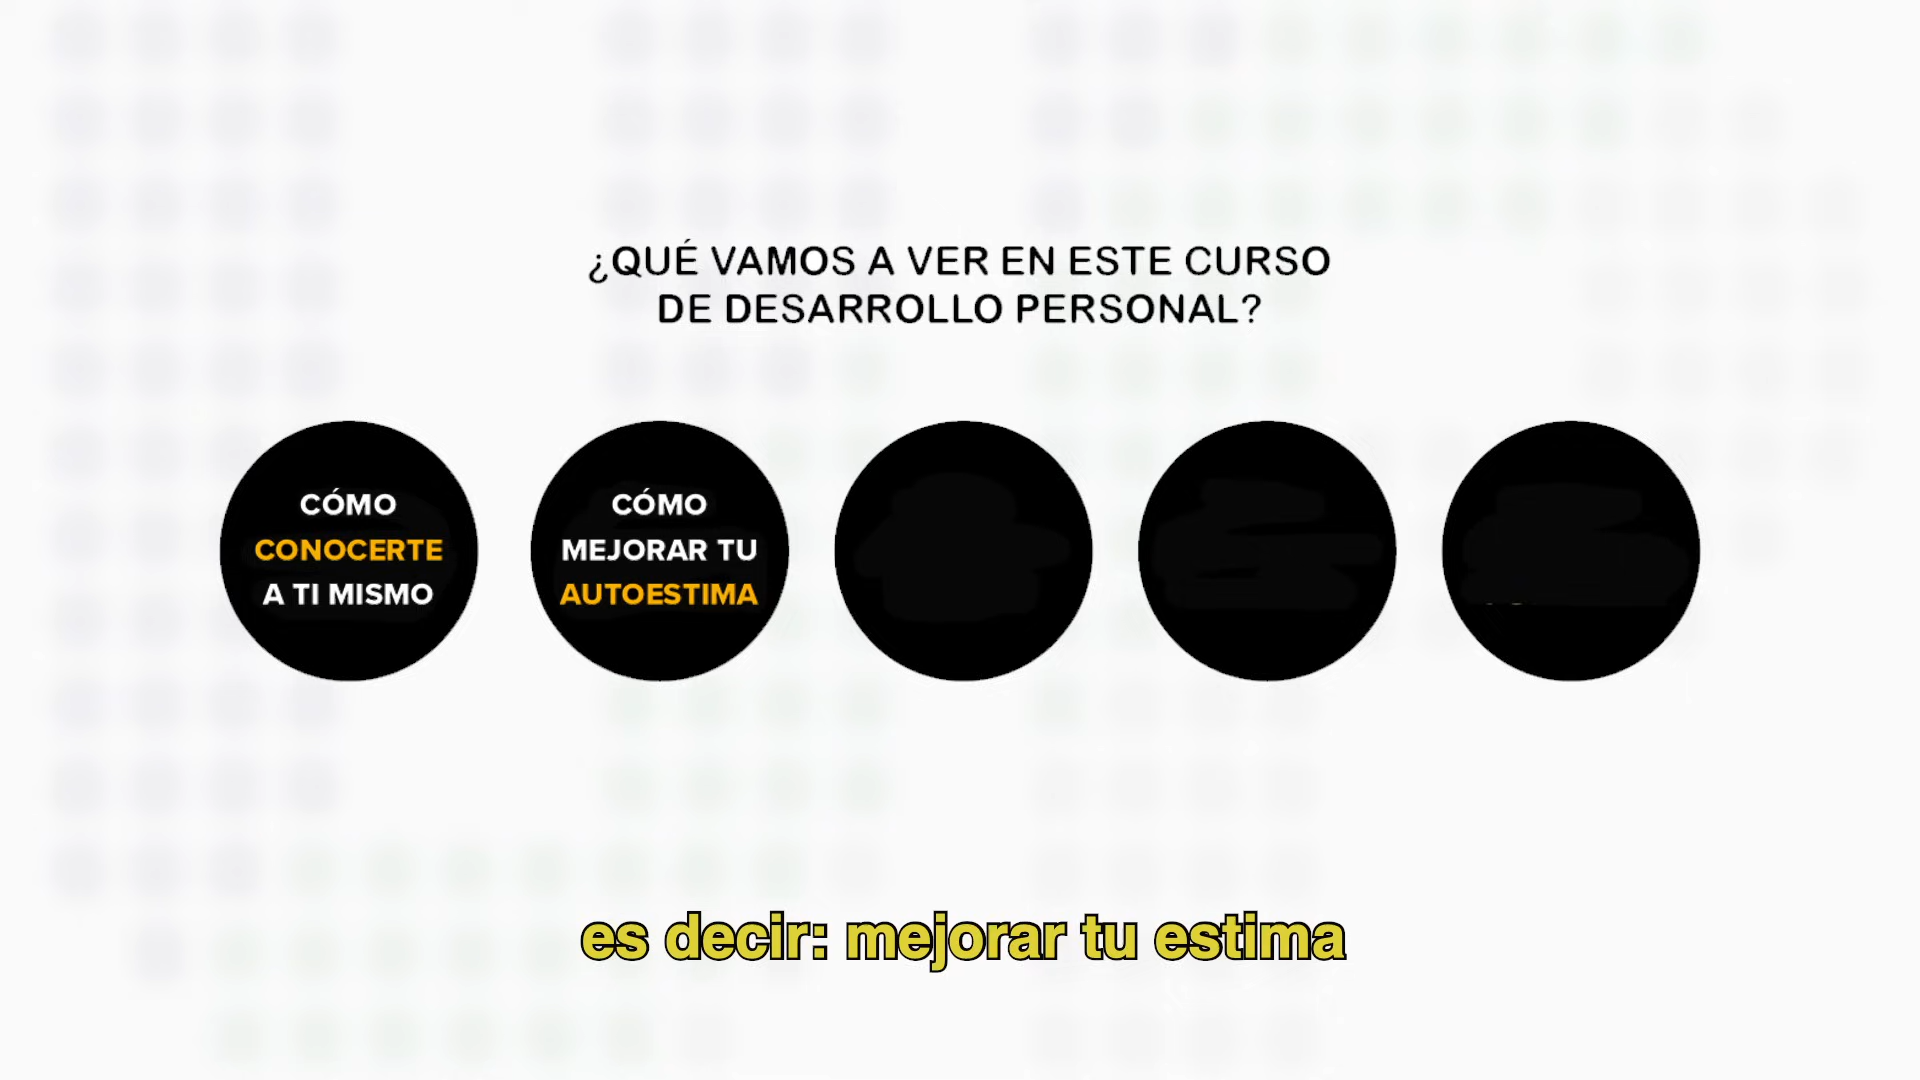 ¿QUÉ VAMOS A VER EN ESTE CURSO
DE DESARROLLO PERSONAL?
CÓMO
CONOCERTE
A TI MISMO
CÓMO
MEJORAR TU
AUTOESTIMA
es decir: mejorar tu estima